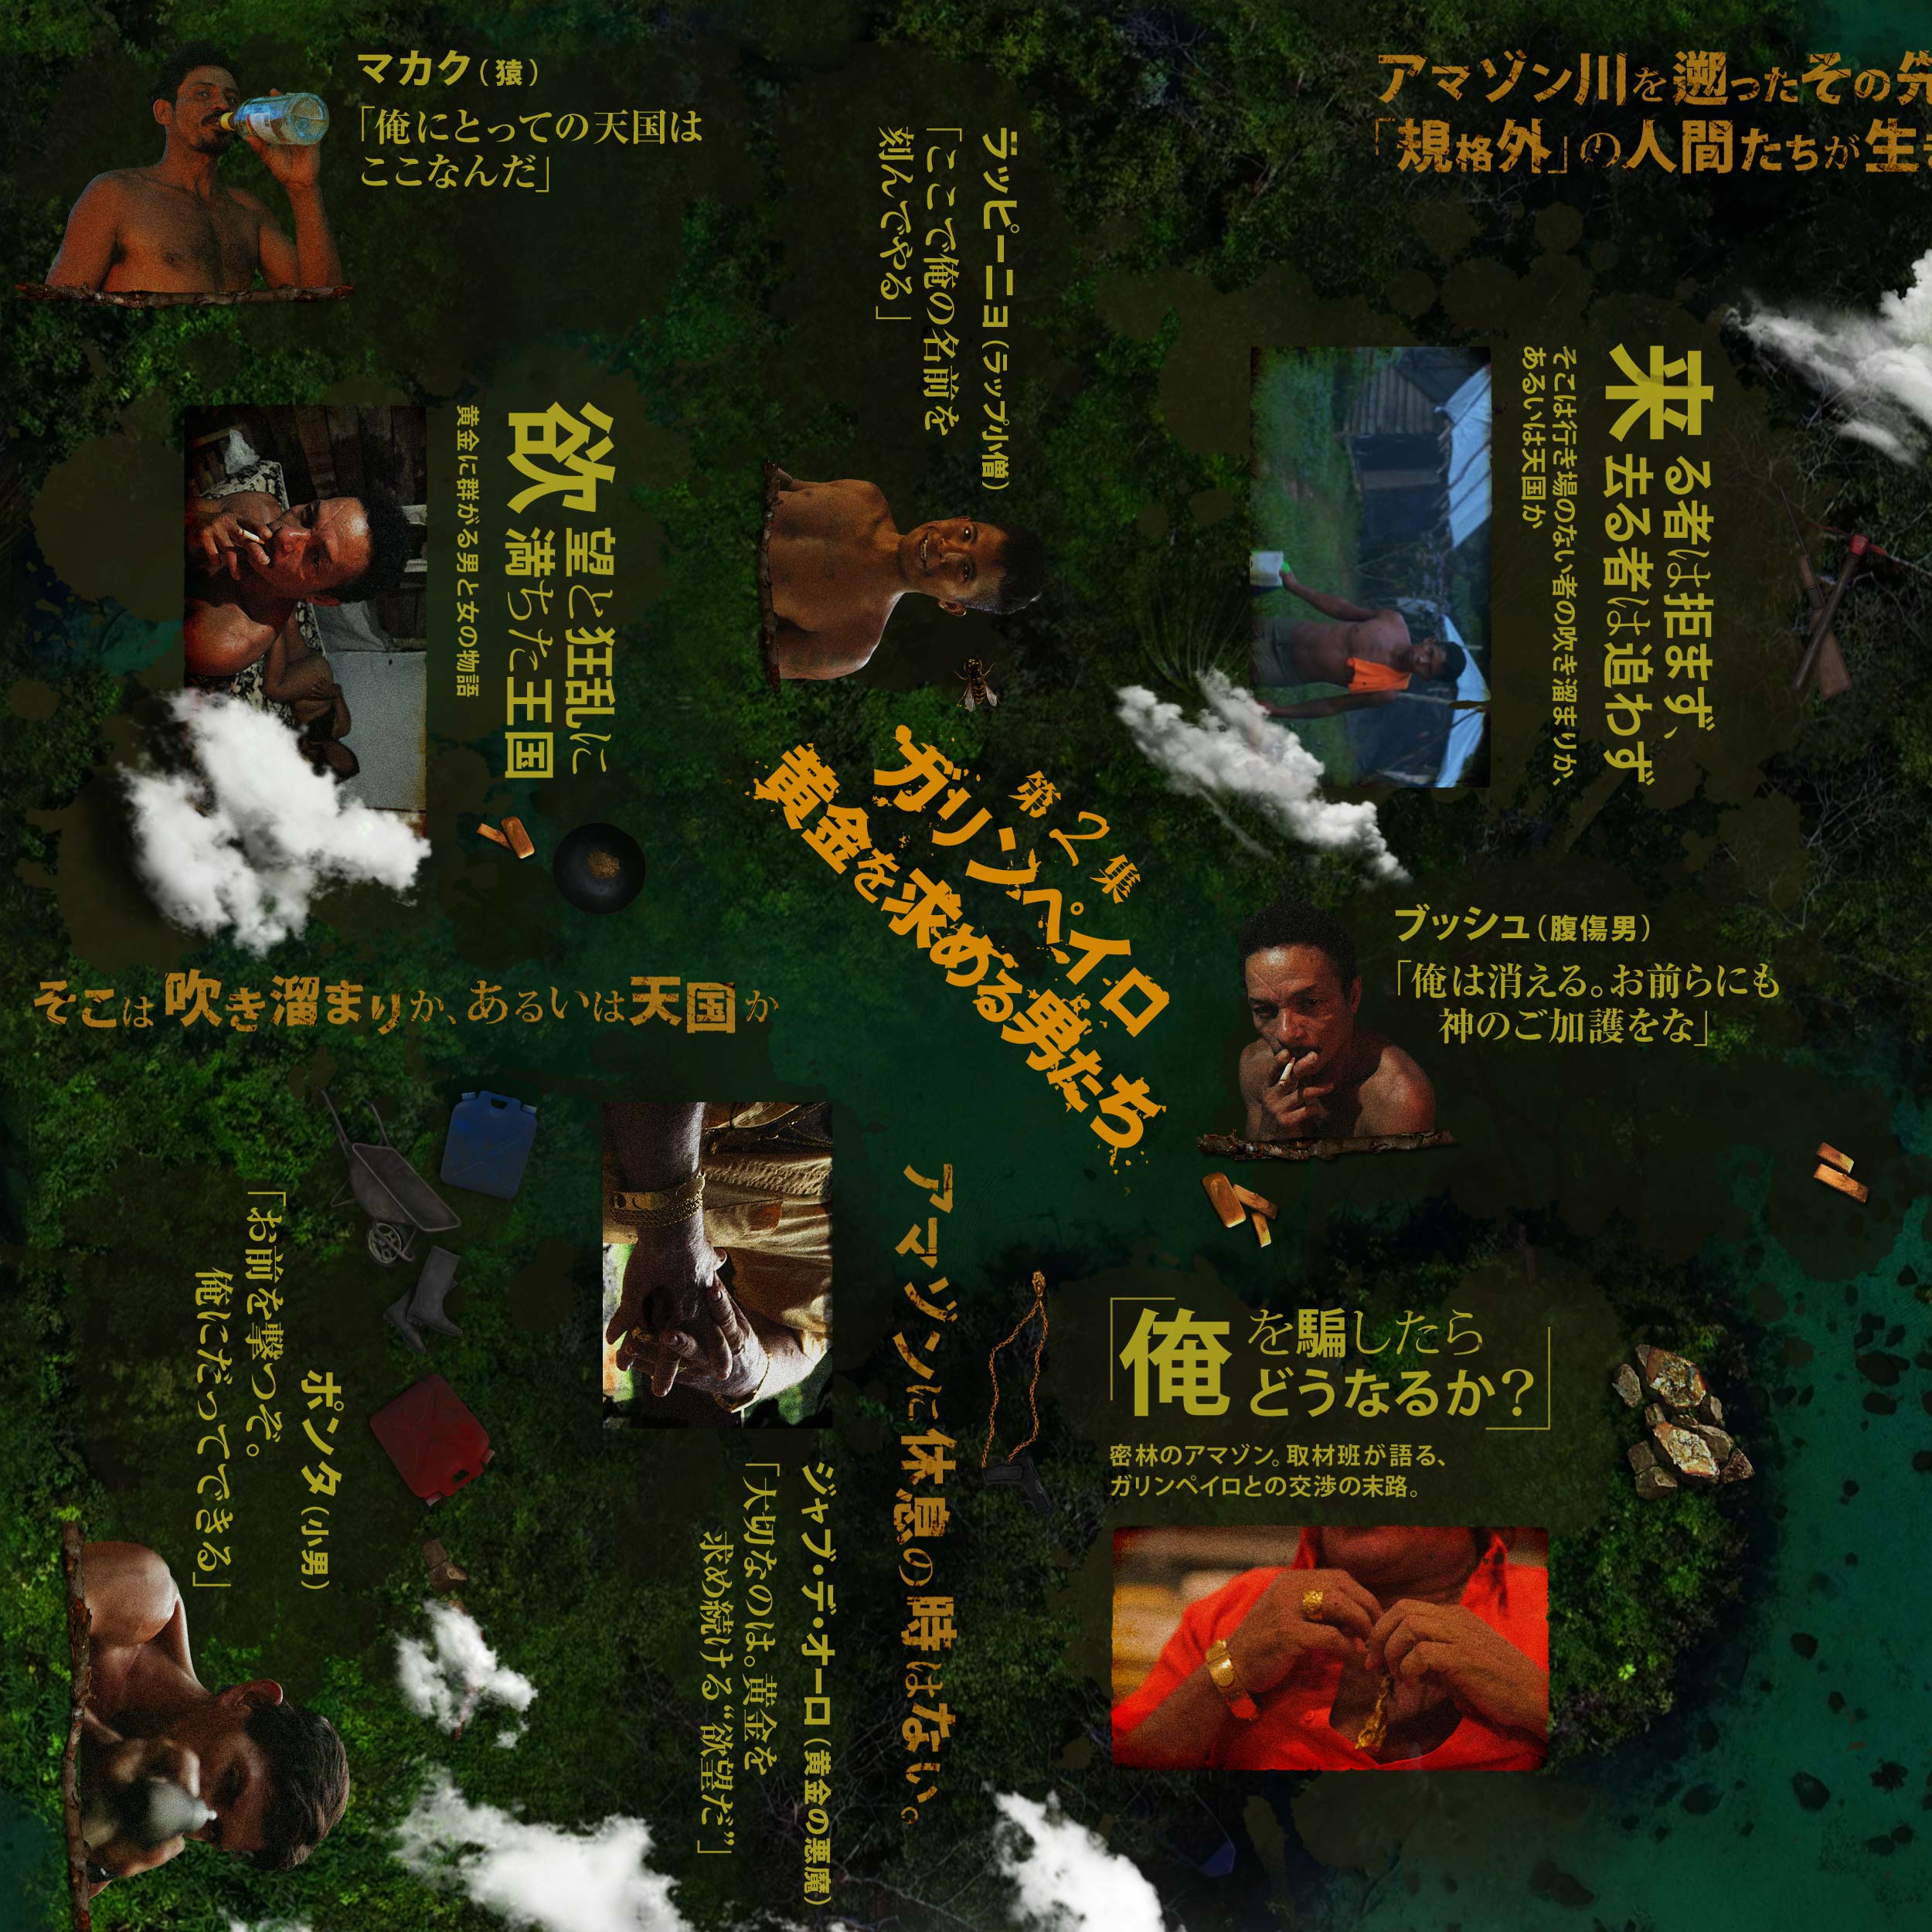 マカク（猿）
「俺にとっての天国は
ここなんだ」
ラッピーニョ（ラップ小僧）
「ここで俺の名前を
刻んでやる」
アマゾン川を遡ったその先
「規格外」の人間たちが生き
欲望と狂乱に
満ちた王国
黄金に群がる男と女の物語
来る者は拒まず、
去る者は追わず
そこは行き場のない者の吹き溜まりか、
あるいは天国か
第2集
ガリンペイロ
黄金を求める男たち
ブッシュ（腹傷男）
「俺は消える。お前らにも
神のご加護をな」
そこは吹き溜まりか、あるいは天国か
ポンタ（小男）
「お前を撃つぞ。
俺にだってできる」
ジャブ・デ・オーロ（黄金の悪魔）
「大切なのは。黄金を
求め続ける“欲望だ”」
アマゾンに休息の時はない。
「俺を騙したら
どうなるか？」
密林のアマゾン。取材班が語る、
ガリンペイロとの交渉の末路。